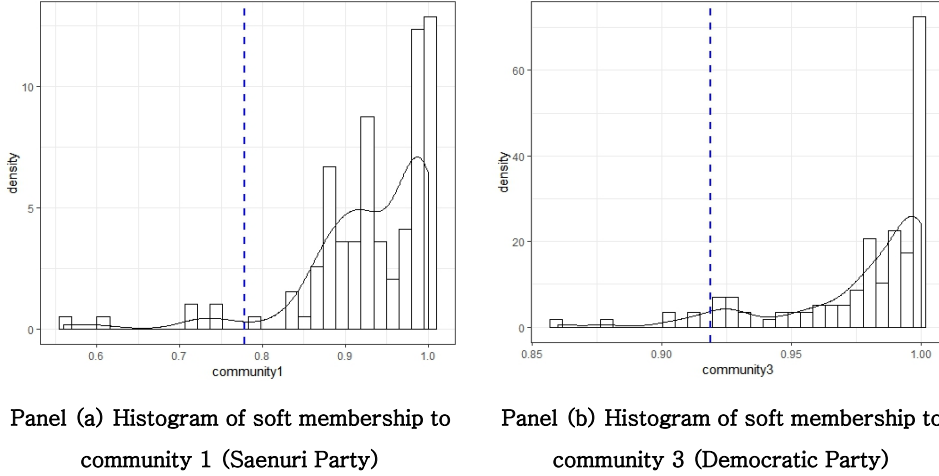 10
5
0
density
0.6 0.7 0.8 0.9 1.0
community1
60
40
20
0
density
0.85 0.90 0.95 1.00
community3
Panel (a) Histogram of soft membership to
community 1 (Saenuri Party)
Panel (b) Histogram of soft membership to
community 3 (Democratic Party)